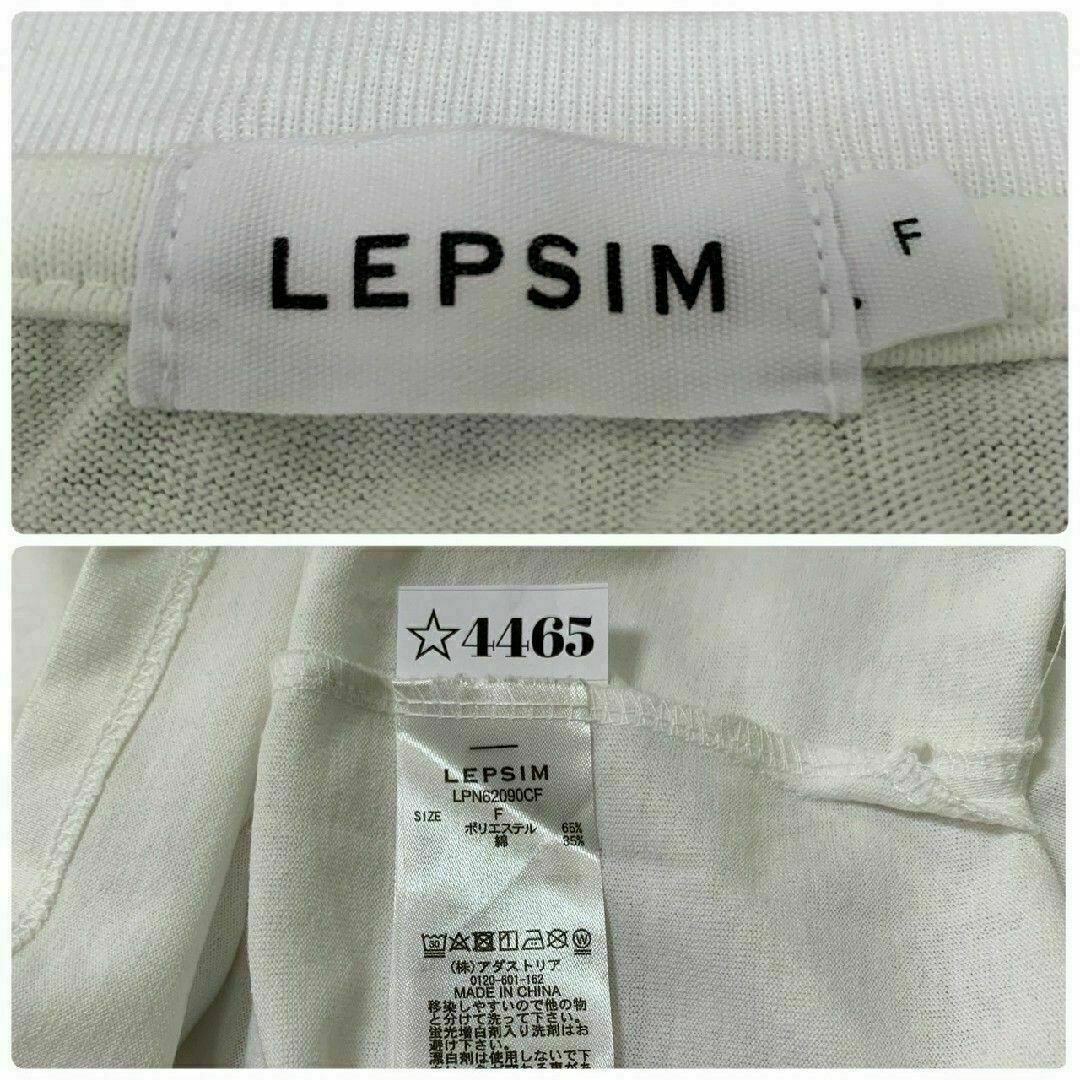 LEPSIM
F
☆4465
LEPSIM
LPN62090CF
SIZE F
ポリエステル 65%
綿 35%
30 W
(株)アダストリア
0120-601-162
MADE IN CHINA
移染しやすいので他の物
と分けて洗って下さい。
蛍光増白剤入り洗剤はお
避け下さい。
漂白剤は使用しないで下